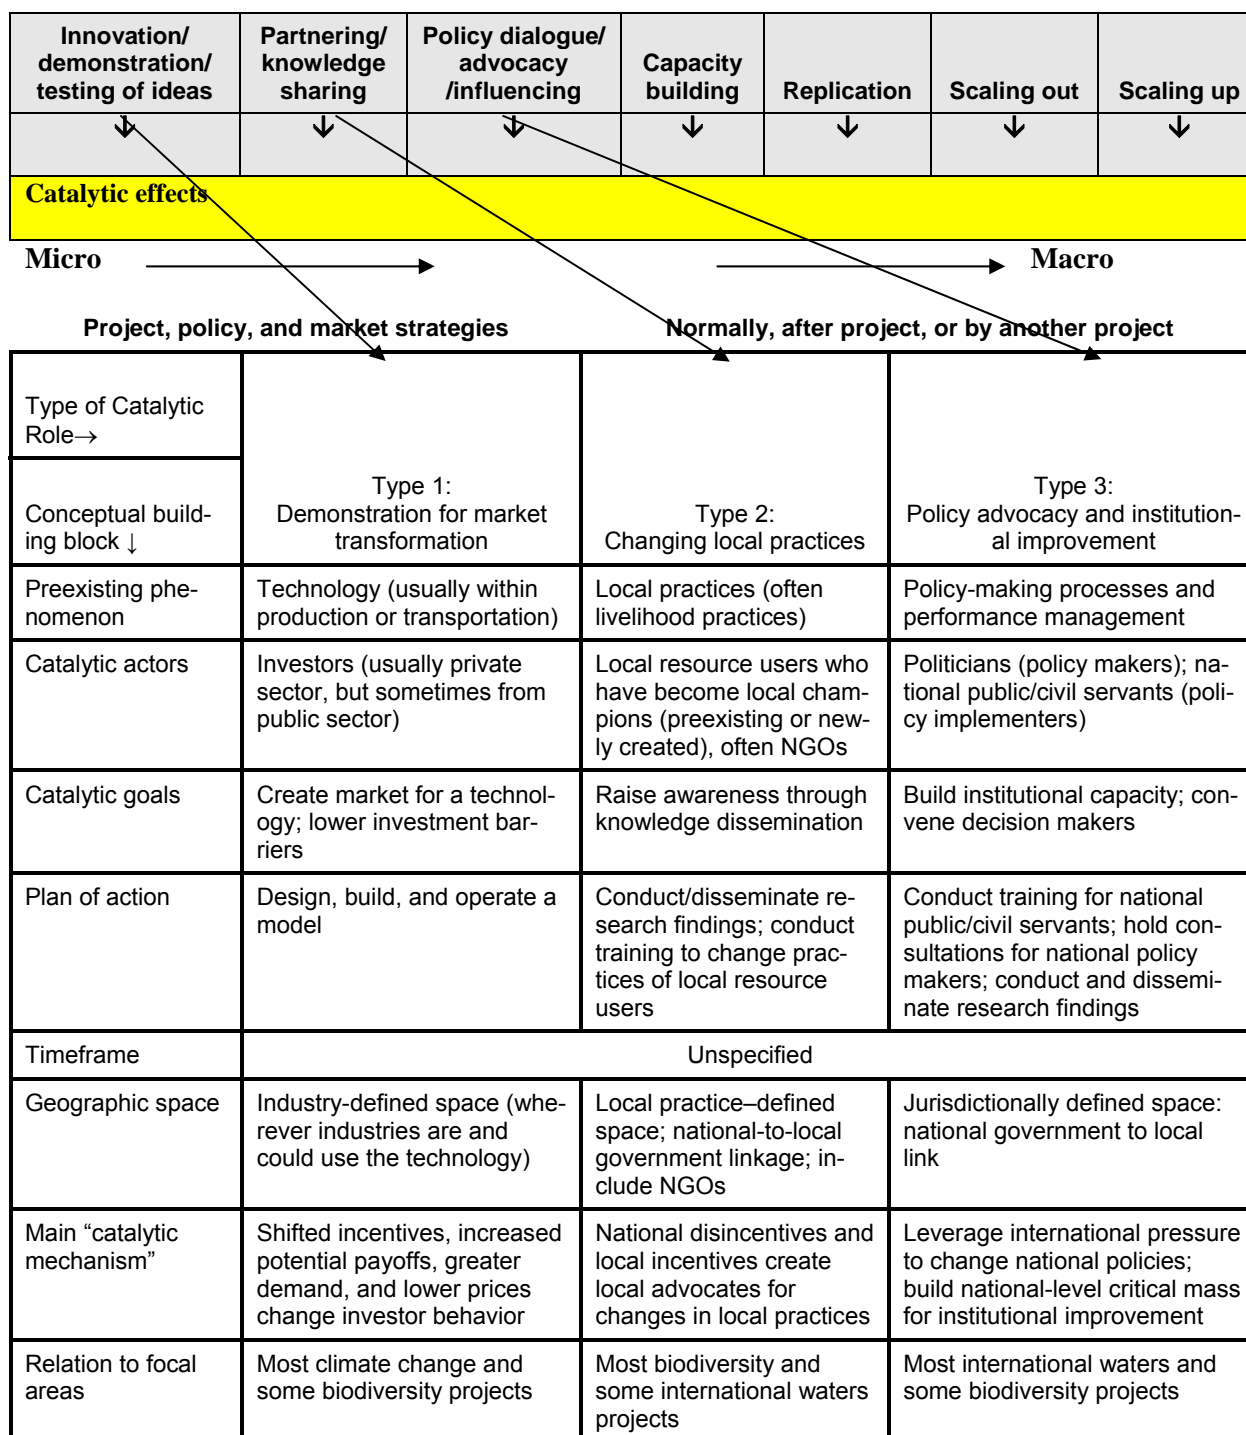 Innovation/
demonstration/
testing of ideas
Partnering/
knowledge
sharing
Policy dialogue/
advocacy
/influencing
Capacity
building
Replication
Scaling out
Scaling up
↓ ↓ ↓ ↓ ↓ ↓ ↓
Catalytic effects
Micro
Macro
Project, policy, and market strategies
Normally, after project, or by another project
Type of Catalytic
Role→
Conceptual build-
ing block ↓
Type 1:
Demonstration for market
transformation
Type 2:
Changing local practices
Type 3:
Policy advocacy and institution-
al improvement
Preexisting phe-
nomenon
Technology (usually within
production or transportation)
Local practices (often
livelihood practices)
Policy-making processes and
performance management
Catalytic actors
Investors (usually private
sector, but sometimes from
public sector)
Local resource users who
have become local cham-
pions (preexisting or new-
ly created), often NGOs
Politicians (policy makers); na-
tional public/civil servants (poli-
cy implementers)
Catalytic goals
Create market for a technol-
ogy; lower investment bar-
riers
Raise awareness through
knowledge dissemination
Build institutional capacity; con-
vene decision makers
Plan of action
Design, build, and operate a
model
Conduct/disseminate re-
search findings; conduct
training to change prac-
tices of local resource
users
Conduct training for national
public/civil servants; hold con-
sultations for national policy
makers; conduct and dissemi-
nate research findings
Timeframe
Unspecified
Geographic space
Industry-defined space (whe-
rever industries are and
could use the technology)
Local practice–defined
space; national-to-local
government linkage; in-
clude NGOs
Jurisdictionally defined space:
national government to local
link
Main “catalytic
mechanism”
Shifted incentives, increased
potential payoffs, greater
demand, and lower prices
change investor behavior
National disincentives and
local incentives create
local advocates for
changes in local practices
Leverage international pressure
to change national policies;
build national-level critical mass
for institutional improvement
Relation to focal
areas
Most climate change and
some biodiversity projects
Most biodiversity and
some international waters
projects
Most international waters and
some biodiversity projects